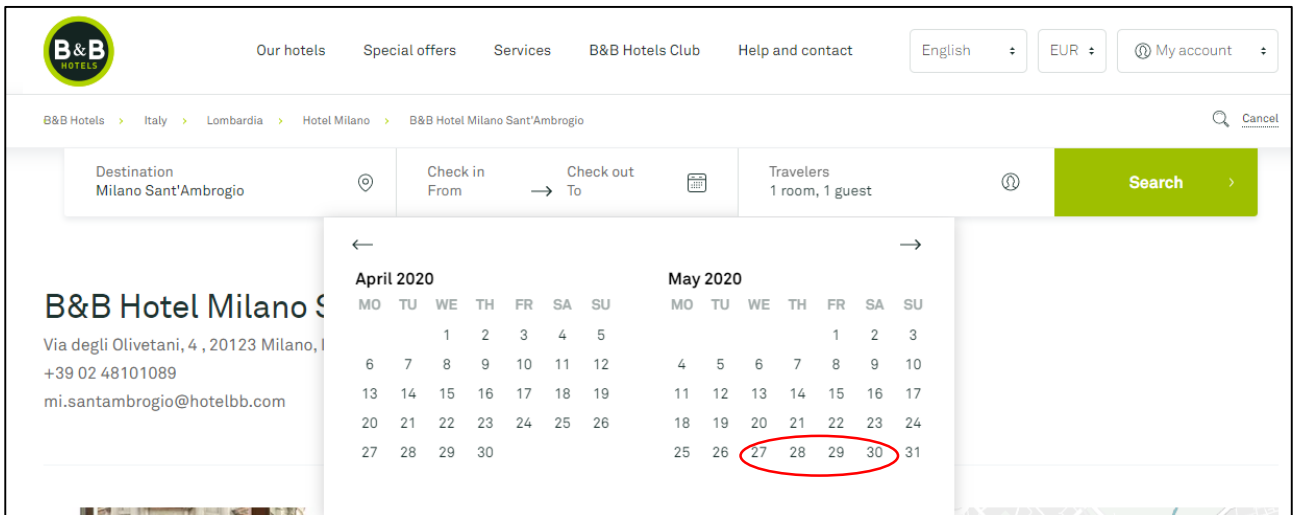 B&B
HOTELS
Our hotels Special offers Services B&B Hotels Club Help and contact English EUR My account
B&B Hotels > Italy > Lombardia > Hotel Milano > B&B Hotel Milano Sant'Ambrogio Cancel
Destination Check in Check out Travelers
Milano Sant'Ambrogio From → To 1 room, 1 guest Search >
← →
April 2020 May 2020
MO TU WE TH FR SA SU MO TU WE TH FR SA SU
1 2 3 4 5 1 2 3
6 7 8 9 10 11 12 4 5 6 7 8 9 10
13 14 15 16 17 18 19 11 12 13 14 15 16 17
20 21 22 23 24 25 26 18 19 20 21 22 23 24
27 28 29 30 25 26 27 28 29 30 31
B&B Hotel Milano
Via degli Olivetani, 4 , 20123 Milano,
+39 02 48101089
mi.santambrogio@hotelbb.com